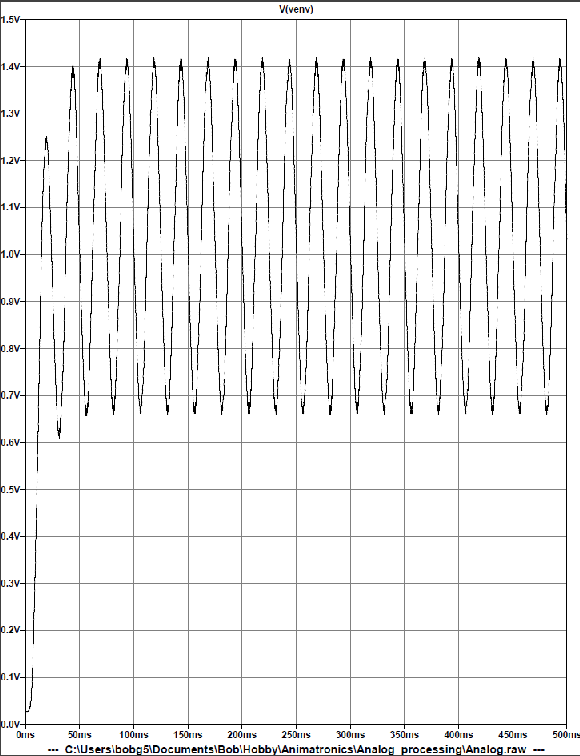 V(venv)
1.5V
1.4V
1.3V
1.2V
1.1V
1.0V
0.9V
0.8V
0.7V
0.6V
0.5V
0.4V
0.3V
0.2V
0.1V
0.0V
0ms 50ms 100ms 150ms 200ms 250ms 300ms 350ms 400ms 450ms 500ms
--- C:\Users\bobg5\Documents\Bob\Hobby\Animatronics\Analog_processing\Analog.raw ---